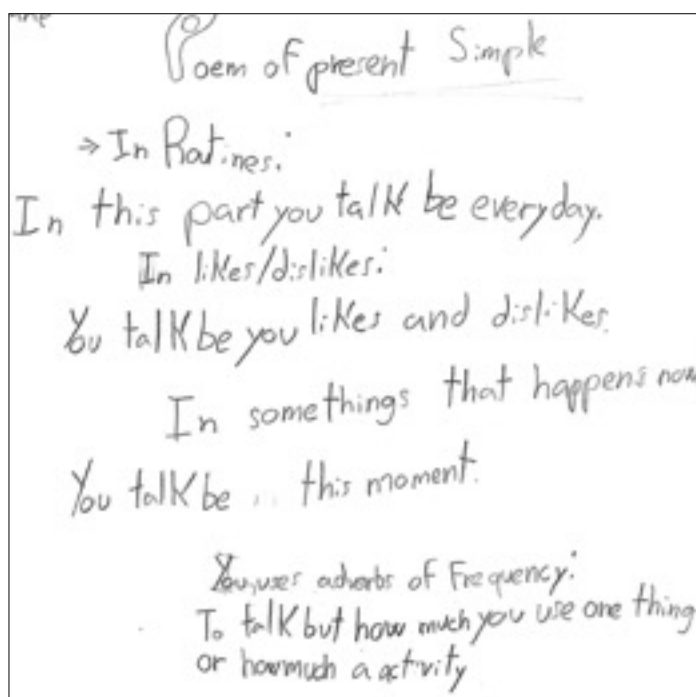 Poem of present Simple
→ In Rotines:
In this part you talk be everyday.
In likes/dislikes:
You talk be you likes and dislikes.
In somethings that happens now
You talk be .. this moment.
You uses adverbs of Frequency:
To talk but how much you use one thing
or howmuch a activity